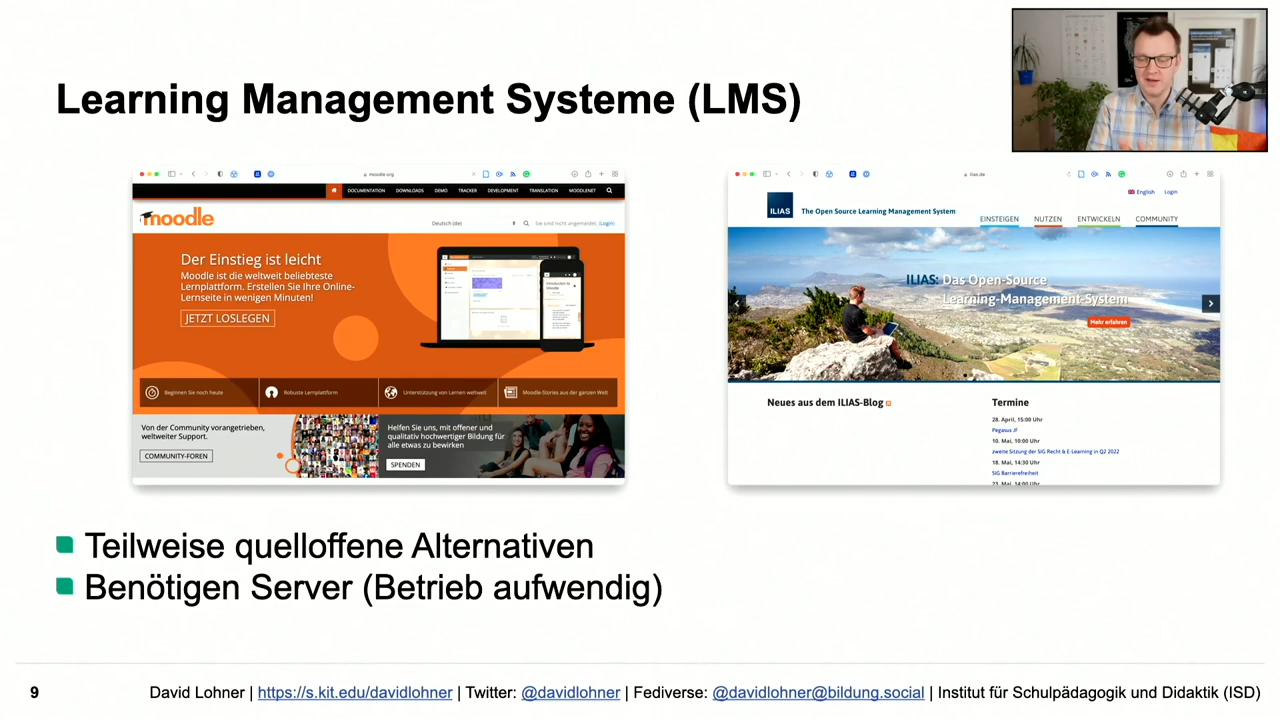 Learning Management Systeme (LMS)
moodle.org
DOCUMENTATION DOWNLOADS DEMO TRACKER DEVELOPMENT TRANSLATION MOODLENET
moodle
Deutsch (de)
Sie sind nicht angemeldet. (Login)
Der Einstieg ist leicht
Moodle ist die weltweit beliebteste
Lernplattform. Erstellen Sie Ihre Online-
Lernseite in wenigen Minuten!
JETZT LOSLEGEN
Beginnen Sie noch heute
Robuste Lernplattform
Unterstützung von Lernen weltweit
Moodle-Stories aus der ganzen Welt
Von der Community vorangetrieben,
weltweiter Support.
COMMUNITY-FOREN
Helfen Sie uns, mit offener und
qualitativ hochwertiger Bildung für
alle etwas zu bewirken
SPENDEN
ilias.de
English Login
ILIAS
The Open Source Learning Management System
EINSTEIGEN NUTZEN ENTWICKELN COMMUNITY
ILIAS: Das Open-Source
Learning-Management-System
Mehr erfahren
Neues aus dem ILIAS-Blog
Termine
28. April, 15:00 Uhr
Pegasus JF
10. Mai, 10:00 Uhr
zweite Sitzung der SIG Recht & E-Learning in Q2 2022
18. Mai, 14:30 Uhr
SIG Barrierefreiheit
23. Mai, 14:00 Uhr
Teilweise quelloffene Alternativen
Benötigen Server (Betrieb aufwendig)
9
David Lohner | https://s.kit.edu/davidlohner | Twitter: @davidlohner | Fediverse: @davidlohner@bildung.social | Institut für Schulpädagogik und Didaktik (ISD)